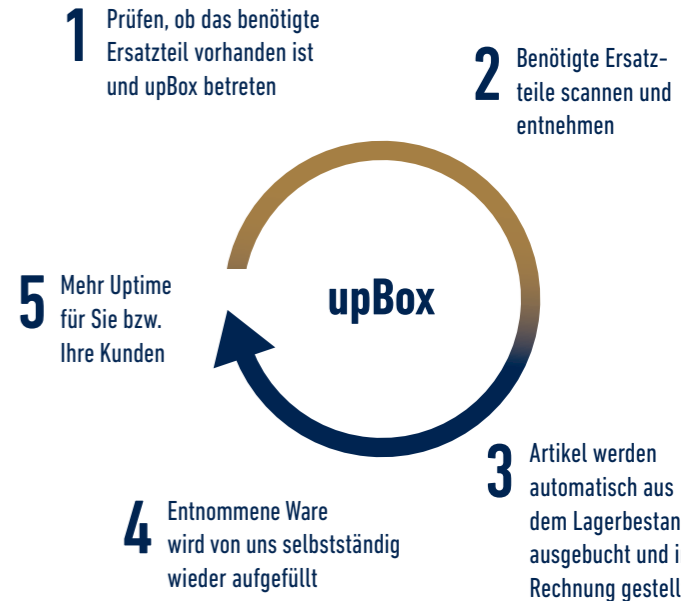 1
Prüfen, ob das benötigte
Ersatzteil vorhanden ist
und upBox betreten
2
Benötigte Ersatz-
teile scannen und
entnehmen
upBox
5
Mehr Uptime
für Sie bzw.
Ihre Kunden
3
Artikel werden
automatisch aus
dem Lagerbestan
ausgebucht und i
Rechnung gestell
4
Entnommene Ware
wird von uns selbstständig
wieder aufgefüllt